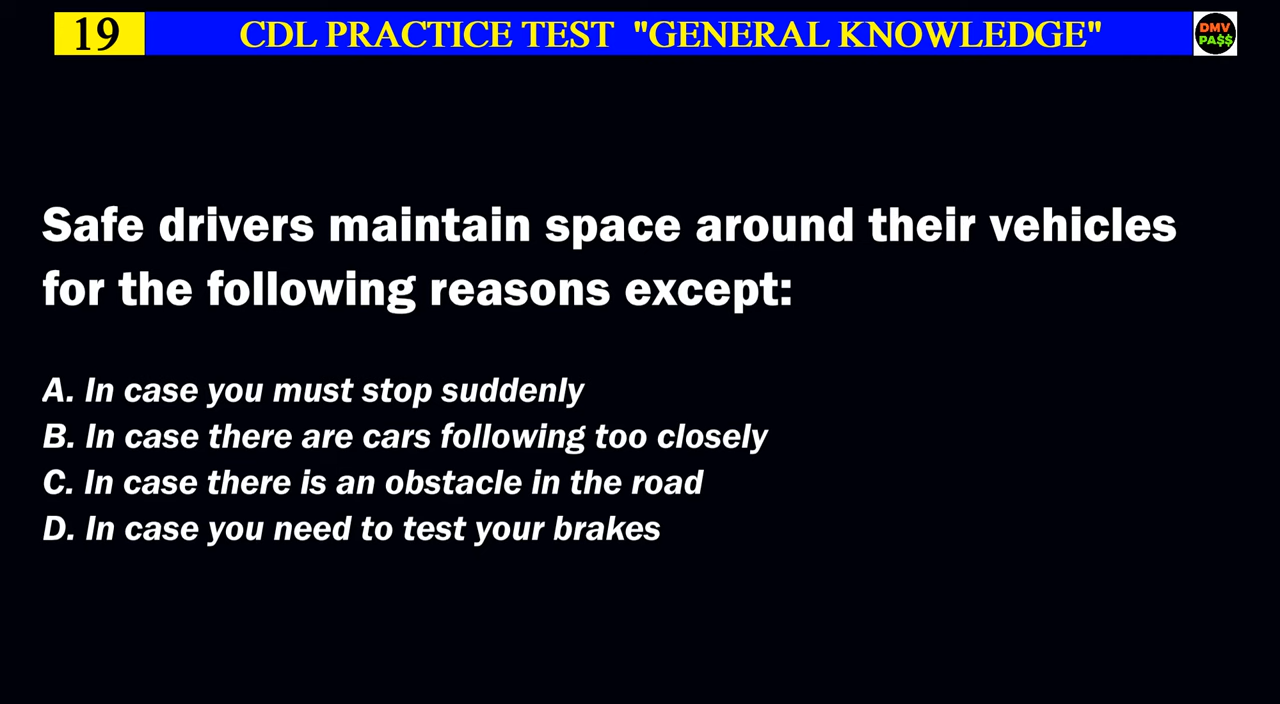 19
CDL PRACTICE TEST "GENERAL KNOWLEDGE"
DMV
PA$$
Safe drivers maintain space around their vehicles
for the following reasons except:
A. In case you must stop suddenly
B. In case there are cars following too closely
C. In case there is an obstacle in the road
D. In case you need to test your brakes